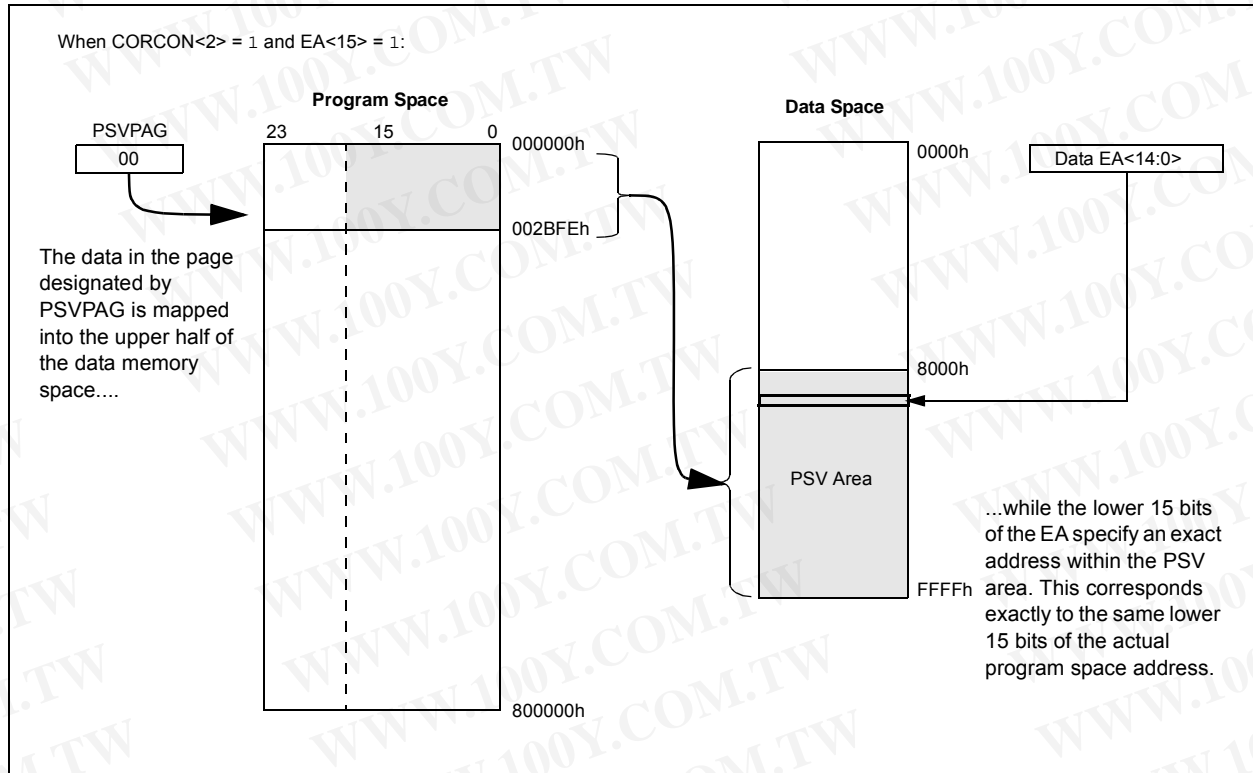 When CORCON<2> = 1 and EA<15> = 1:
Program Space
Data Space
PSVPAG
00
23
15
0
000000h
002BFEh
800000h
0000h
8000h
FFFFh
Data EA<14:0>
PSV Area
The data in the page
designated by
PSVPAG is mapped
into the upper half of
the data memory
space....
...while the lower 15 bits
of the EA specify an exact
address within the PSV
area. This corresponds
exactly to the same lower
15 bits of the actual
program space address.
WWW.100Y.COM.TW